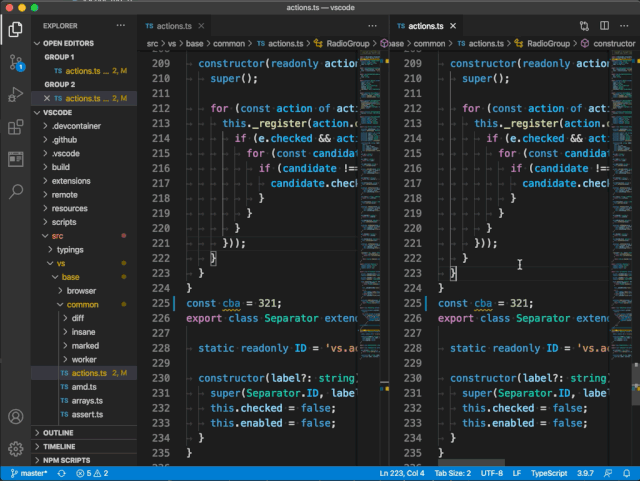 actions.ts — vscode
EXPLORER
OPEN EDITORS
GROUP 1
TS actions.ts ... 2, M
GROUP 2
TS actions.ts ... 2, M
VSCODE
.devcontainer
.github
.vscode
build
extensions
remote
resources
scripts
src
typings
vs
base
browser
common
diff
insane
marked
worker
TS actions.ts 2, M
TS amd.ts
TS arrays.ts
TS assert.ts
OUTLINE
TIMELINE
NPM SCRIPTS
1
TS actions.ts
src > vs > base > common > TS actions.ts > RadioGroup >
209 constructor(readonly action
210 super();
211
212 for (const action of acti
213 this._register(action.o
214 if (e.checked && acti
215 for (const candidat
216 if (candidate !==
217 candidate.check
218 }
219 }
220 }
221 }));
222 }
223 }
224 }
225 const cba = 321;
226 export class Separator extend
227
228 static readonly ID = 'vs.ac
229
230 constructor(label?: string)
231 super(Separator.ID, label
232 this.checked = false;
233 this.enabled = false;
234 }
235 }
236
TS actions.ts
base > common > TS actions.ts > RadioGroup > constructor
209 constructor(readonly action
210 super();
211
212 for (const action of act
213 this._register(action.
214 if (e.checked && act
215 for (const candida
216 if (candidate !=
217 candidate.chec
218 }
219 }
220 }
221 }));
222 }
223 }
224 }
225 const cba = 321;
226 export class Separator exten
227
228 static readonly ID = 'vs.a
229
230 constructor(label?: string
231 super(Separator.ID, labe
232 this.checked = false;
233 this.enabled = false;
234 }
235 }
master* 5 2 Ln 223, Col 4 Tab Size: 2 UTF-8 LF TypeScript 3.9.7